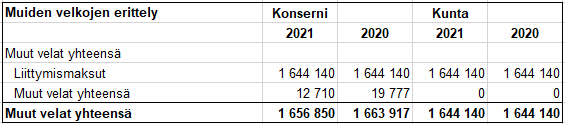 Muiden velkojen erittely Konserni Kunta
2021 2020 2021 2020
Muut velat yhteensä
Liittymismaksut 1 644 140 1 644 140 1 644 140 1 644 140
Muut velat yhteensä 12 710 19 777 0 0
Muut velat yhteensä 1 656 850 1 663 917 1 644 140 1 644 140